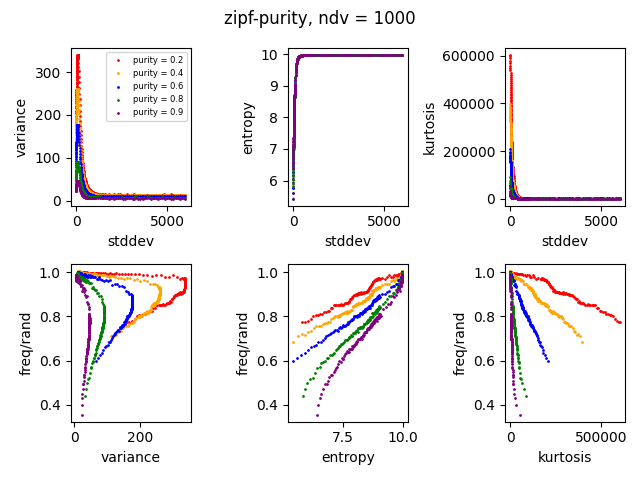 zipf-purity, ndv = 1000
variance
300
200
100
0
purity = 0.2
purity = 0.4
purity = 0.6
purity = 0.8
purity = 0.9
0 5000
stddev
entropy
10
9
8
7
6
0 5000
stddev
kurtosis
600000
400000
200000
0
0 5000
stddev
freq/rand
1.0
0.8
0.6
0.4
0 200
variance
freq/rand
1.0
0.8
0.6
0.4
7.5 10.0
entropy
freq/rand
1.0
0.8
0.6
0.4
0 500000
kurtosis